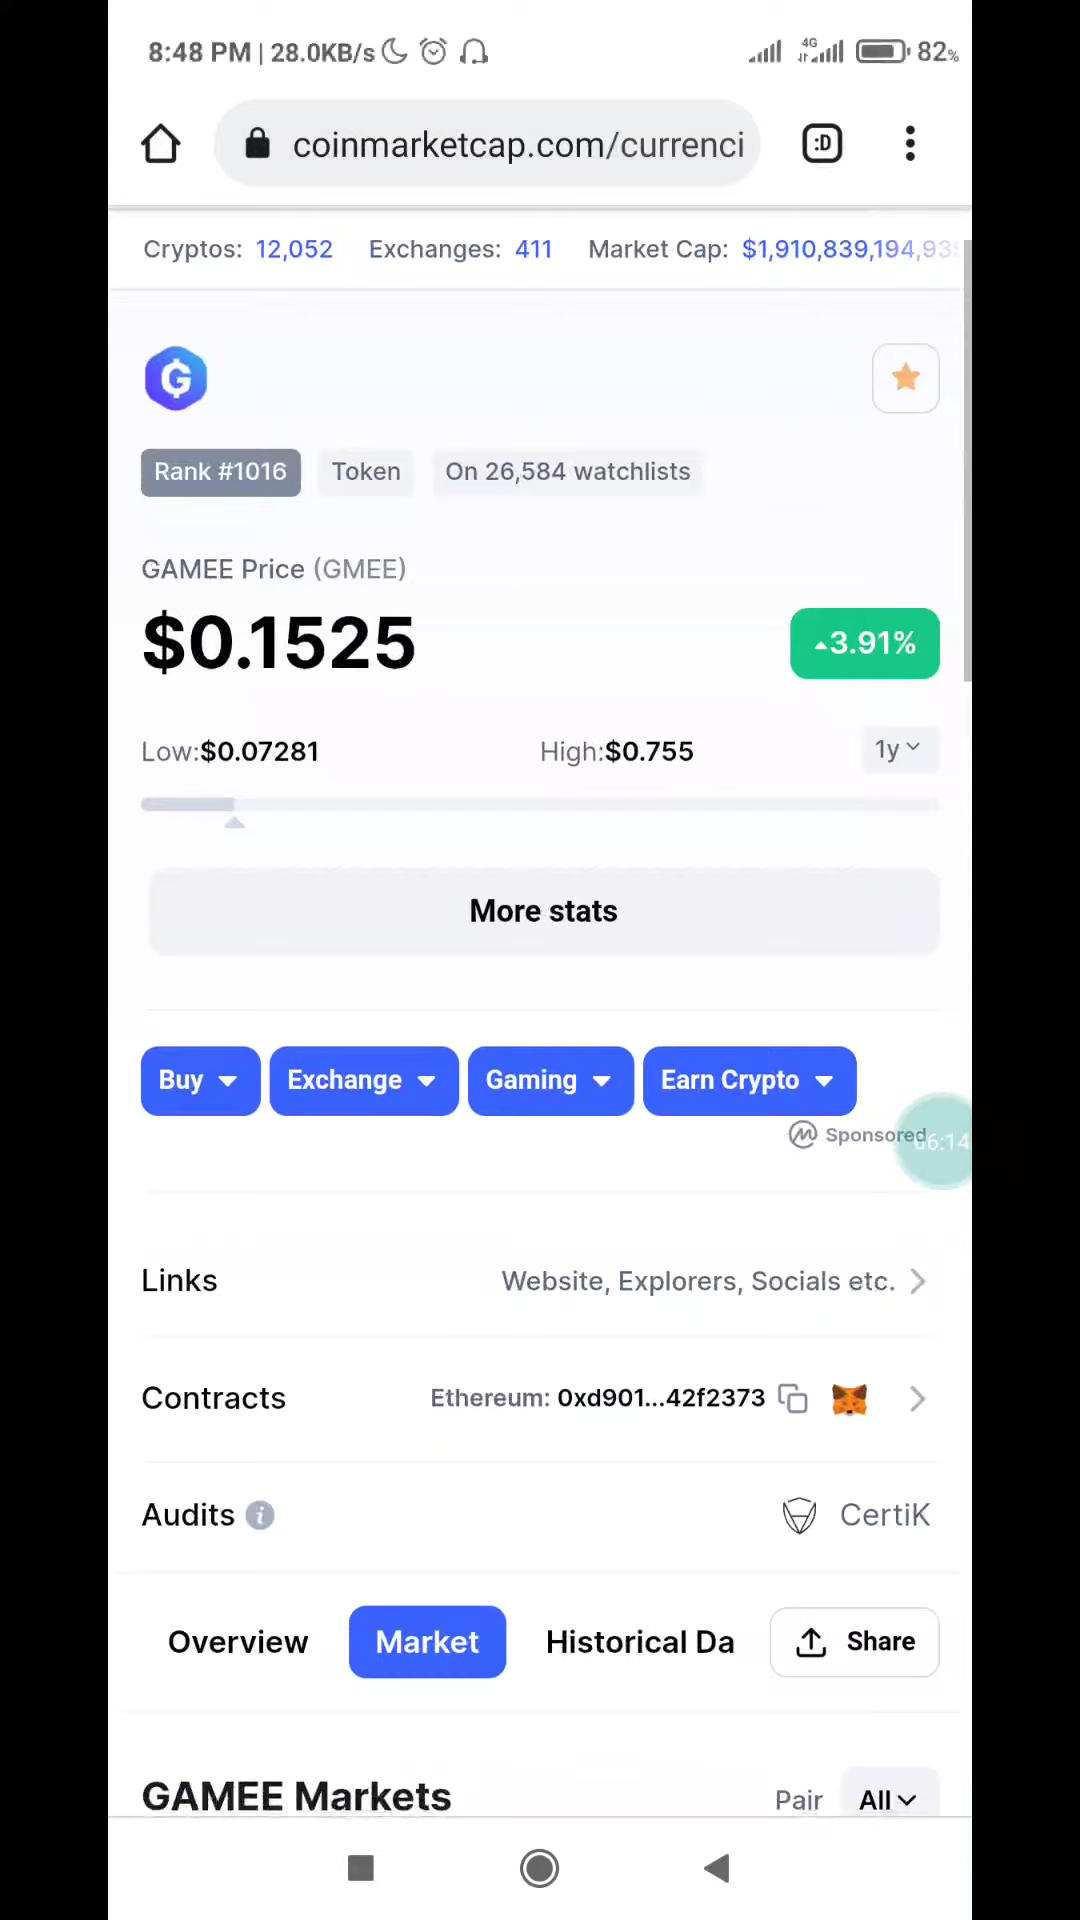 8:48 PM | 28.0KB/s 4G 82%
coinmarketcap.com/currenci :D
Cryptos: 12,052 Exchanges: 411 Market Cap: $1,910,839,194,93
Rank #1016 Token On 26,584 watchlists
GAMEE Price (GMEE)
$0.1525 3.91%
Low:$0.07281 High:$0.755 1y
More stats
Buy Exchange Gaming Earn Crypto
Sponsored
06:14
Links Website, Explorers, Socials etc.
Contracts Ethereum: 0xd901...42f2373
Audits CertiK
Overview Market Historical Da Share
GAMEE Markets Pair All